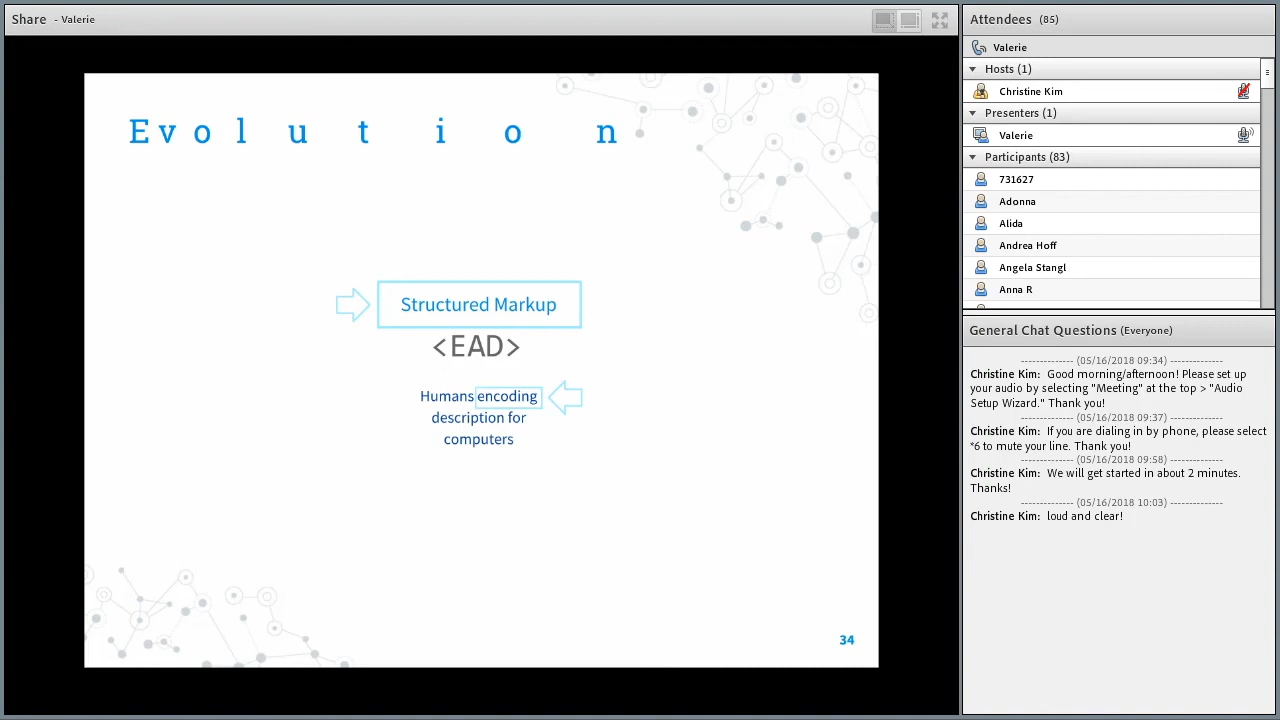 Share - Valerie
E v o l u t i o n
Structured Markup
<EAD>
Humans encoding
description for
computers
34
Attendees (85)
Valerie
Hosts (1)
Christine Kim
Presenters (1)
Valerie
Participants (83)
731627
Adonna
Alida
Andrea Hoff
Angela Stangl
Anna R
General Chat Questions (Everyone)
------------- (05/16/2018 09:34) -------------
Christine Kim: Good morning/afternoon! Please set up
your audio by selecting "Meeting" at the top > "Audio
Setup Wizard." Thank you!
------------- (05/16/2018 09:37) -------------
Christine Kim: If you are dialing in by phone, please select
*6 to mute your line. Thank you!
------------- (05/16/2018 09:58) -------------
Christine Kim: We will get started in about 2 minutes.
Thanks!
------------- (05/16/2018 10:03) -------------
Christine Kim: loud and clear!